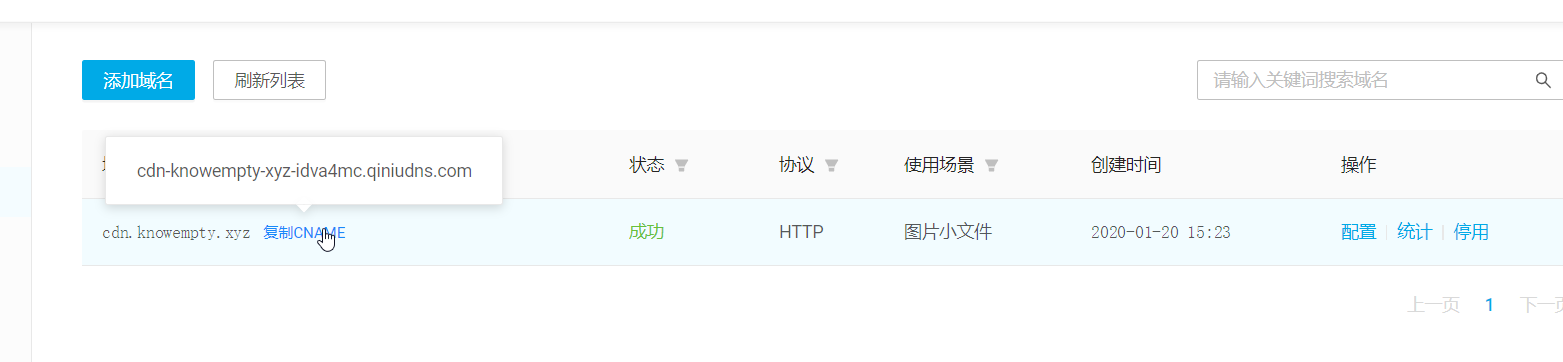 添加域名 刷新列表 请输入关键词搜索域名
cdn-knowempty-xyz-idva4mc.qiniudns.com
状态 协议 使用场景 创建时间 操作
cdn.knowempty.xyz 复制CNAME 成功 HTTP 图片小文件 2020-01-20 15:23 配置 统计 停用
上一页 1 下一页